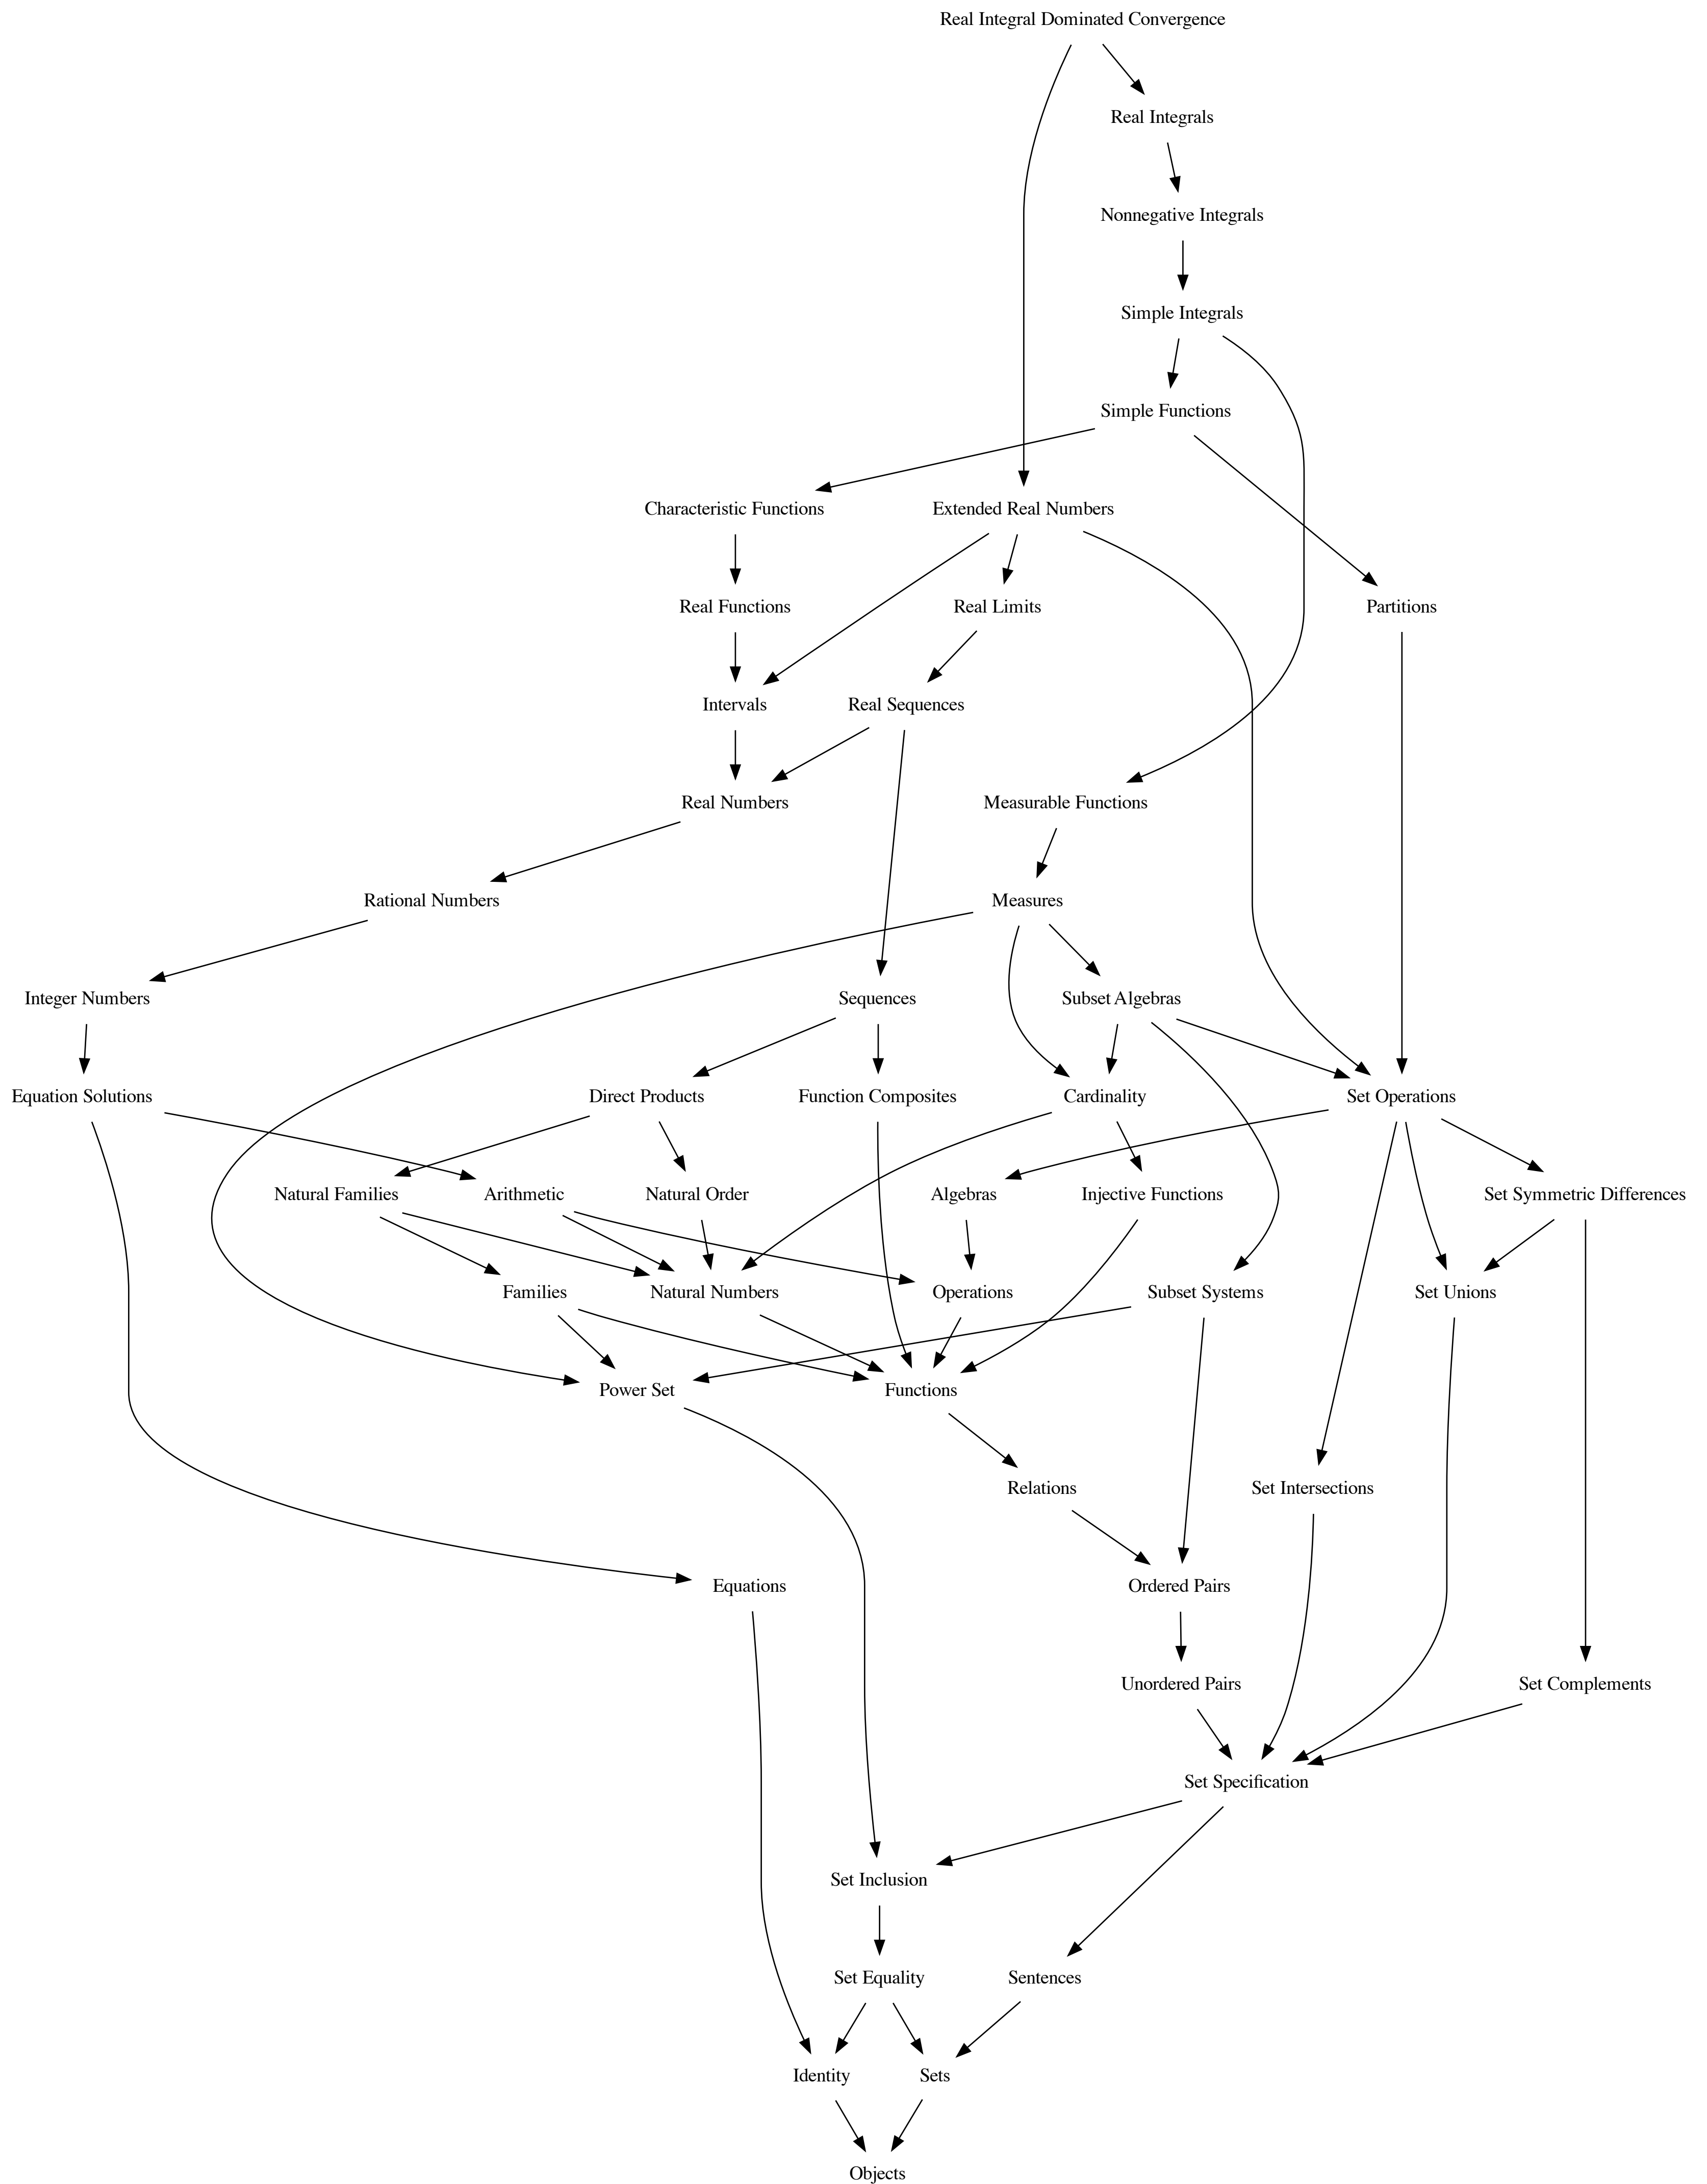 Real Integral Dominated Convergence
Real Integrals
Nonnegative Integrals
Simple Integrals
Simple Functions
Characteristic Functions
Extended Real Numbers
Real Functions
Real Limits
Partitions
Intervals
Real Sequences
Real Numbers
Measurable Functions
Rational Numbers
Measures
Integer Numbers
Sequences
Subset Algebras
Equation Solutions
Direct Products
Function Composites
Cardinality
Set Operations
Natural Families
Arithmetic
Natural Order
Algebras
Injective Functions
Set Symmetric Differences
Families
Natural Numbers
Operations
Subset Systems
Set Unions
Power Set
Functions
Relations
Set Intersections
Equations
Ordered Pairs
Unordered Pairs
Set Complements
Set Specification
Set Inclusion
Set Equality
Sentences
Identity
Sets
Objects